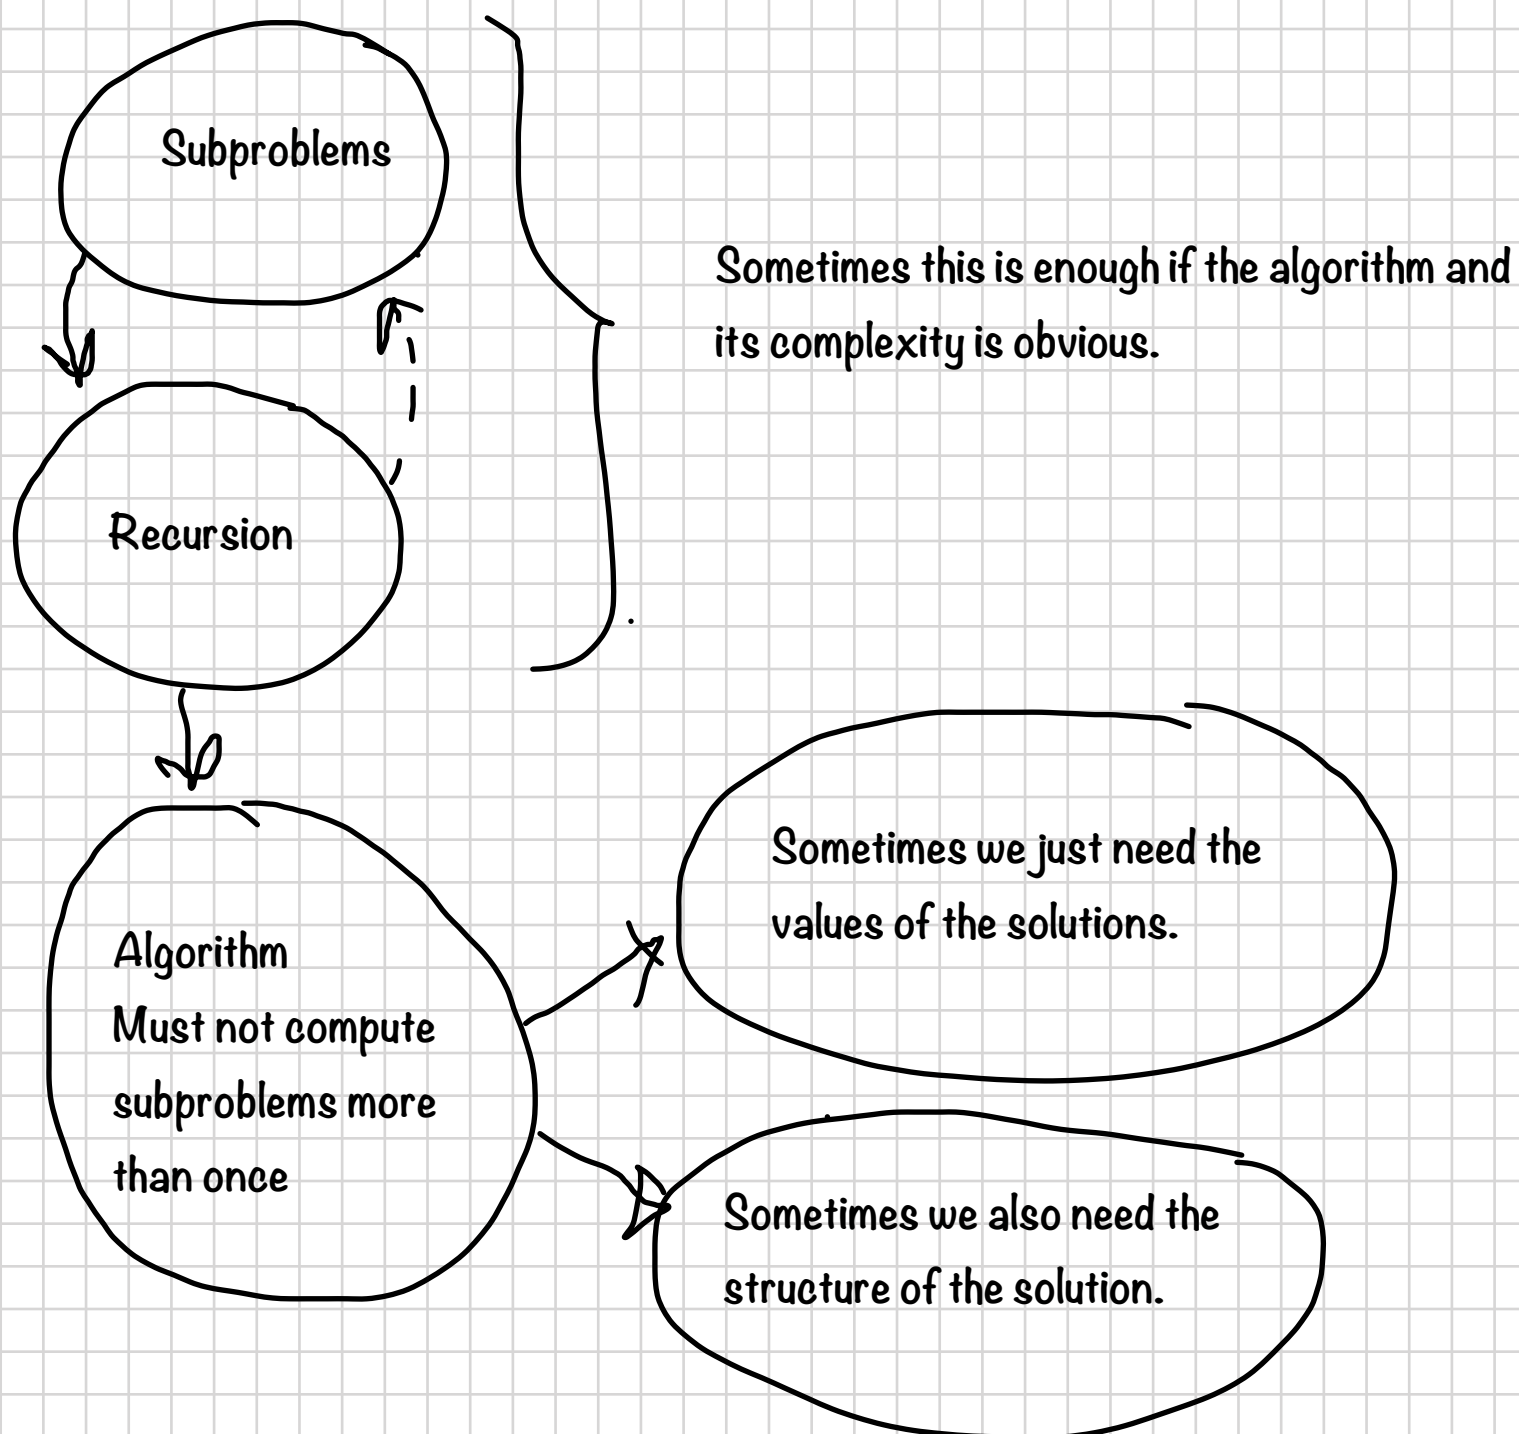 Subproblems
Sometimes this is enough if the algorithm and
its complexity is obvious.
Recursion
Algorithm
Must not compute
subproblems more
than once
Sometimes we just need the
values of the solutions.
Sometimes we also need the
structure of the solution.